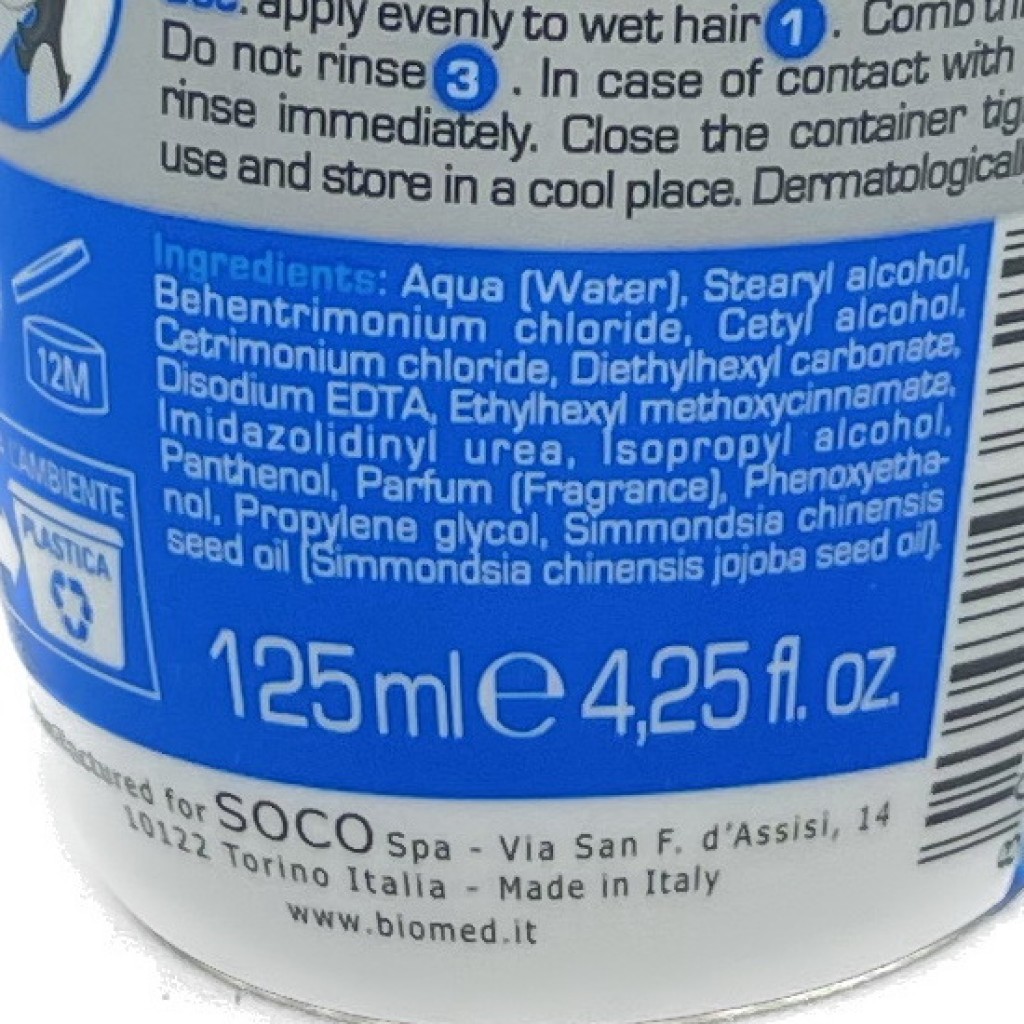 apply evenly to wet hair 1. Comb
Do not rinse 3. In case of contact with
rinse immediately. Close the container
use and store in a cool place.
Ingredients: Aqua (Water), Stearyl alcohol,
Behentrimonium chloride, Cetyl alcohol,
Cetrimonium chloride, Diethylhexyl carbonate,
Disodium EDTA, Ethylhexyl methoxycinnamate,
Imidazolidinyl urea, Isopropyl alcohol,
Panthenol, Parfum (Fragrance), Phenoxyetha-
nol, Propylene glycol, Simmondsia chinensis
seed oil (Simmondsia chinensis jojoba seed oil).
12M
L'AMBIENTE
PLASTICA
125 ml e 4,25 fl. oz.
for SOCO Spa - Via San F. d'Assisi, 14
10122 Torino Italia - Made in Italy
www.biomed.it